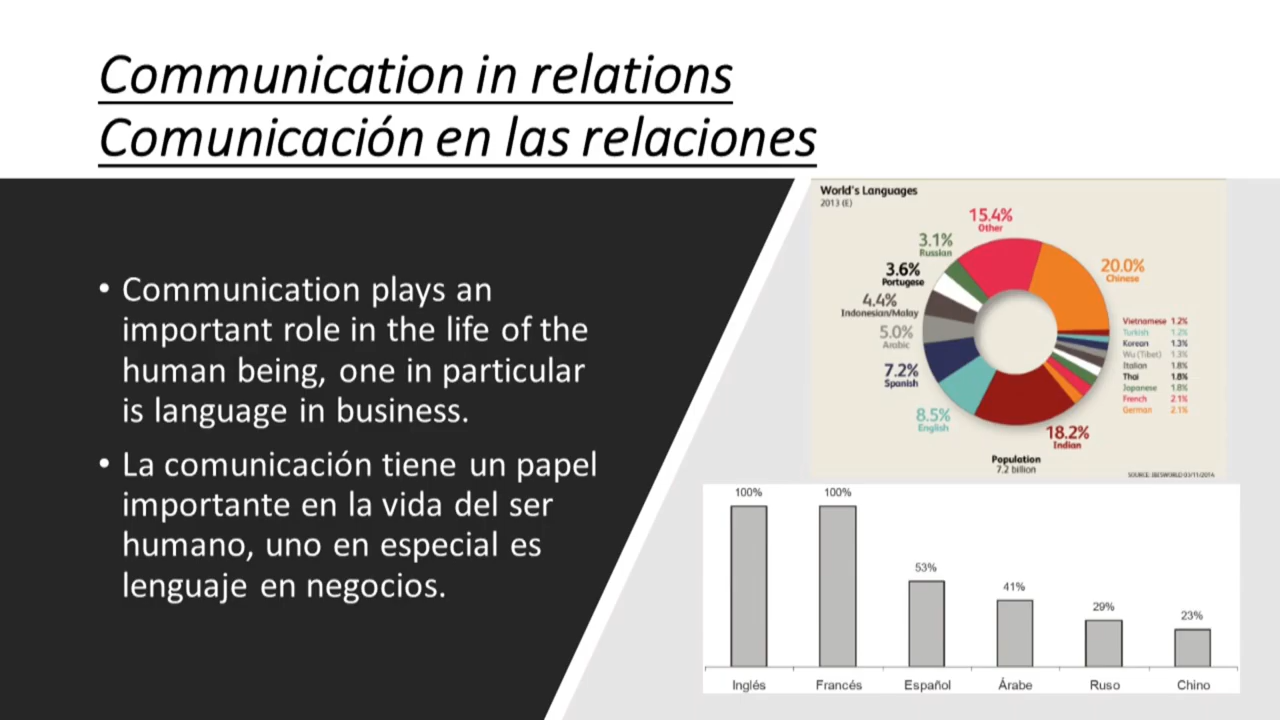 Communication in relations
Comunicación en las relaciones
• Communication plays an
important role in the life of the
human being, one in particular
is language in business.
• La comunicación tiene un papel
importante en la vida del ser
humano, uno en especial es
lenguaje en negocios.
World's Languages
2013 (E)
15.4%
Other
3.1%
Russian
3.6%
Portugese
4.4%
Indonesian/Malay
5.0%
Arabic
7.2%
Spanish
8.5%
English
18.2%
Indian
20.0%
Chinese
Vietnamese 1.2%
Turkish 1.2%
Korean 1.3%
Wu (Tibet) 1.3%
Italian 1.8%
Thai 1.8%
Japanese 1.8%
French 2.1%
German 2.1%
Population
7.2 billion
SOURCE: IBISWORLD 03/11/2014
100% 100% 53% 41% 29% 23%
Inglés Francés Español Árabe Ruso Chino